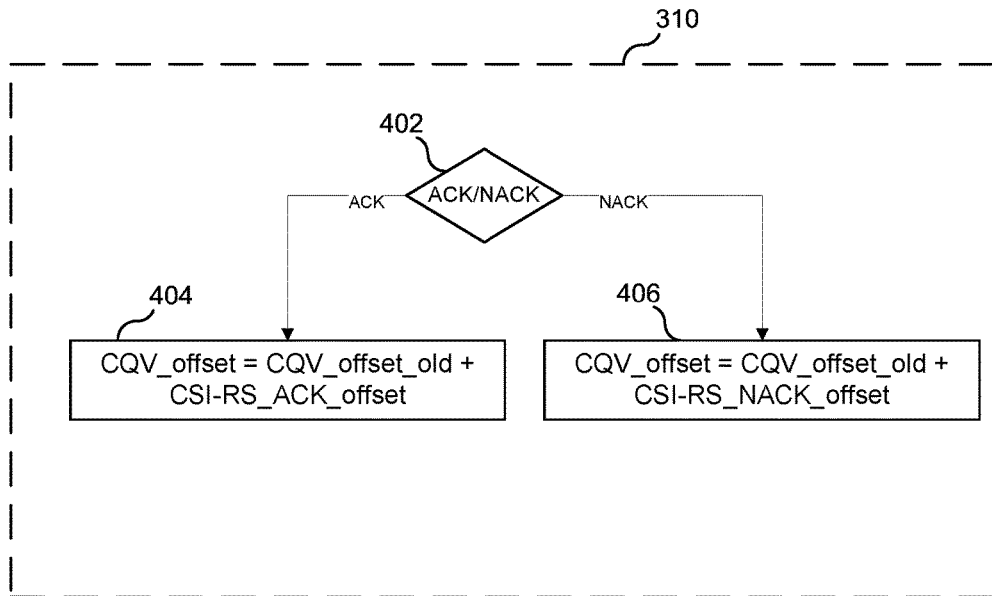 310
402
ACK/NACK
ACK
NACK
404
406
CQV_offset = CQV_offset_old +
CSI-RS_ACK_offset
CQV_offset = CQV_offset_old +
CSI-RS_NACK_offset